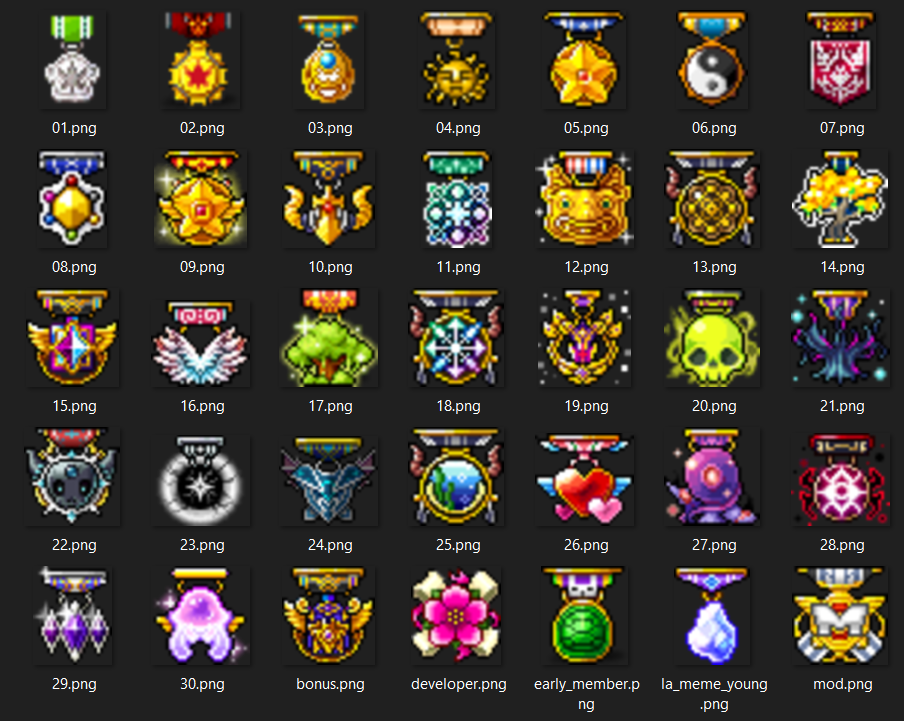 01.png 02.png 03.png 04.png 05.png 06.png 07.png
08.png 09.png 10.png 11.png 12.png 13.png 14.png
15.png 16.png 17.png 18.png 19.png 20.png 21.png
22.png 23.png 24.png 25.png 26.png 27.png 28.png
29.png 30.png bonus.png developer.png early_member.p la_meme_young mod.png
ng .png